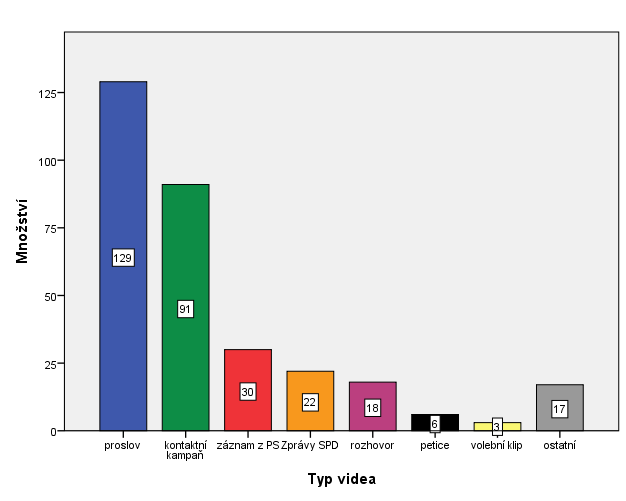 Množství
125
100
75
50
25
0
129
91
30
22
18
6
3
17
proslov
kontaktní
kampaň
záznam z PS
Zprávy SPD
rozhovor
petice
volební klip
ostatní
Typ videa